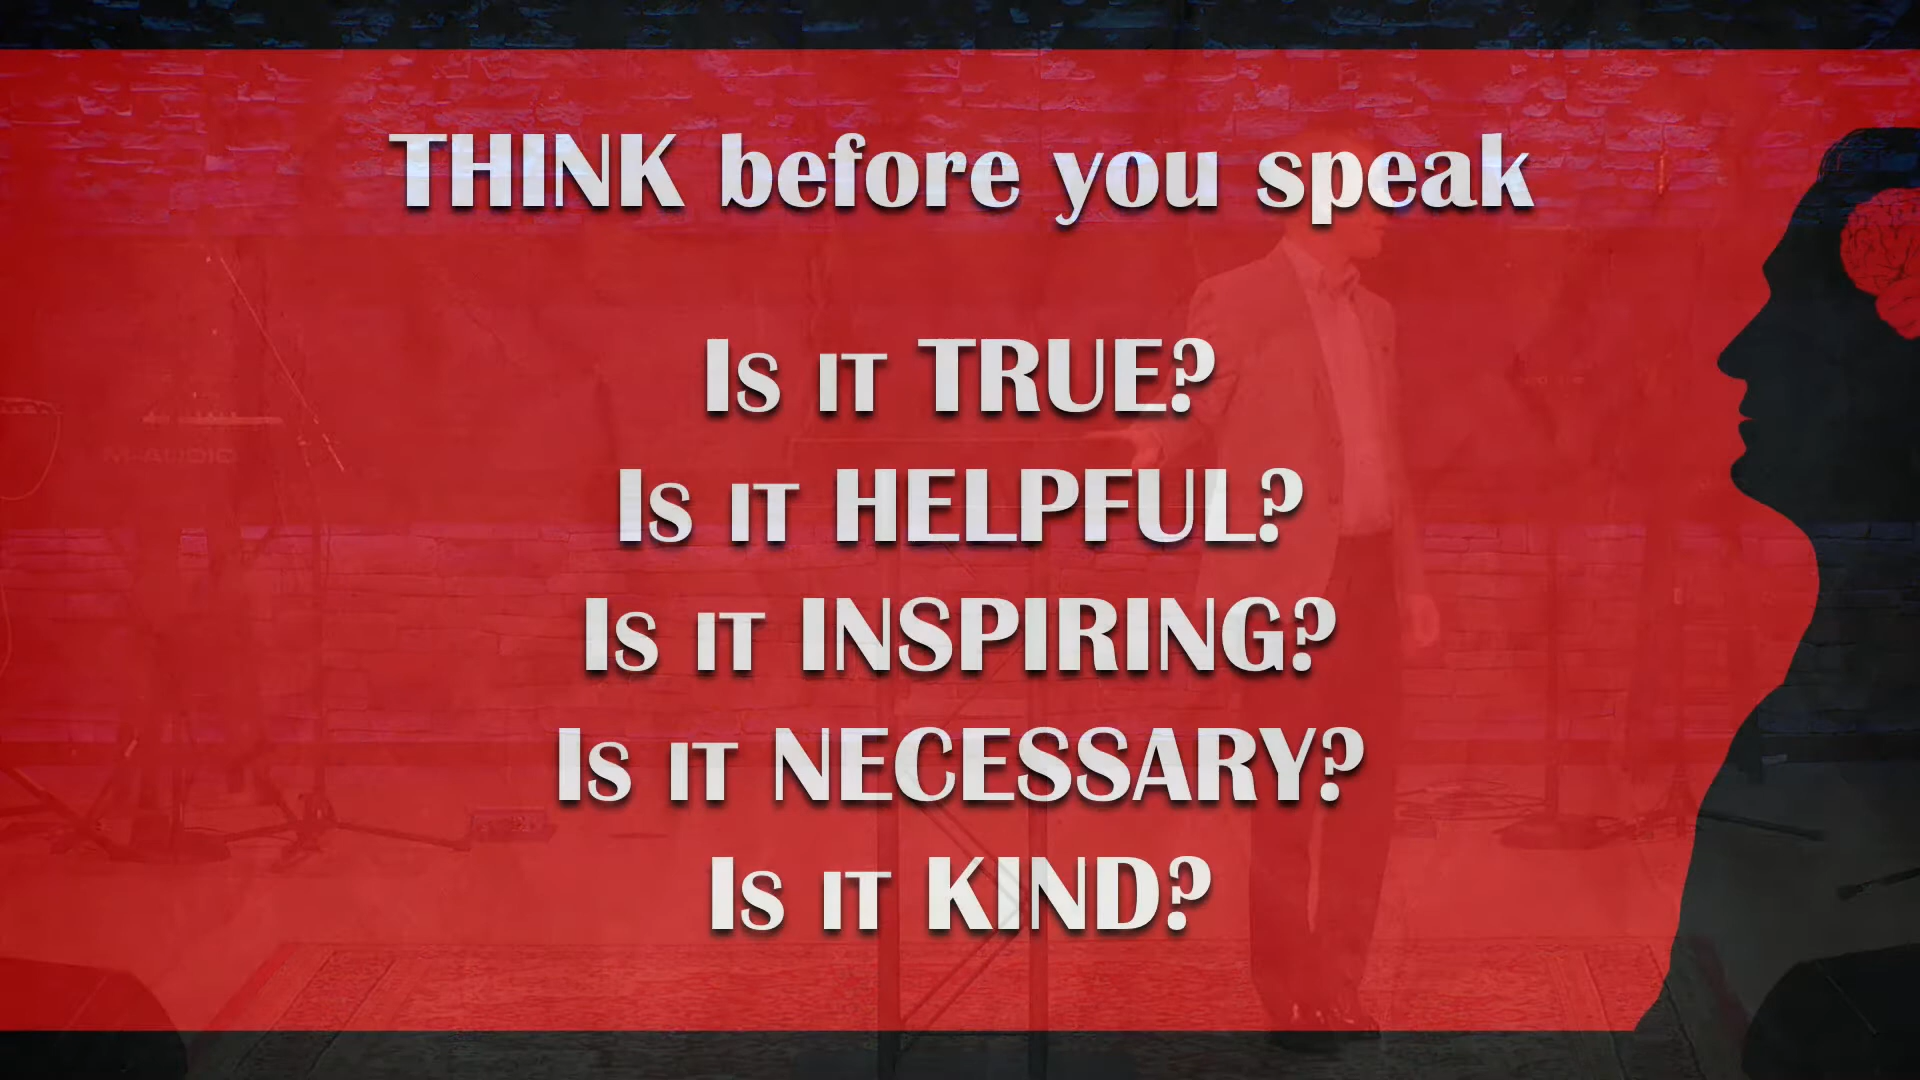 THINK before you speak
Is it TRUE?
Is it HELPFUL?
Is it INSPIRING?
Is it NECESSARY?
Is it KIND?
M-AUDIO